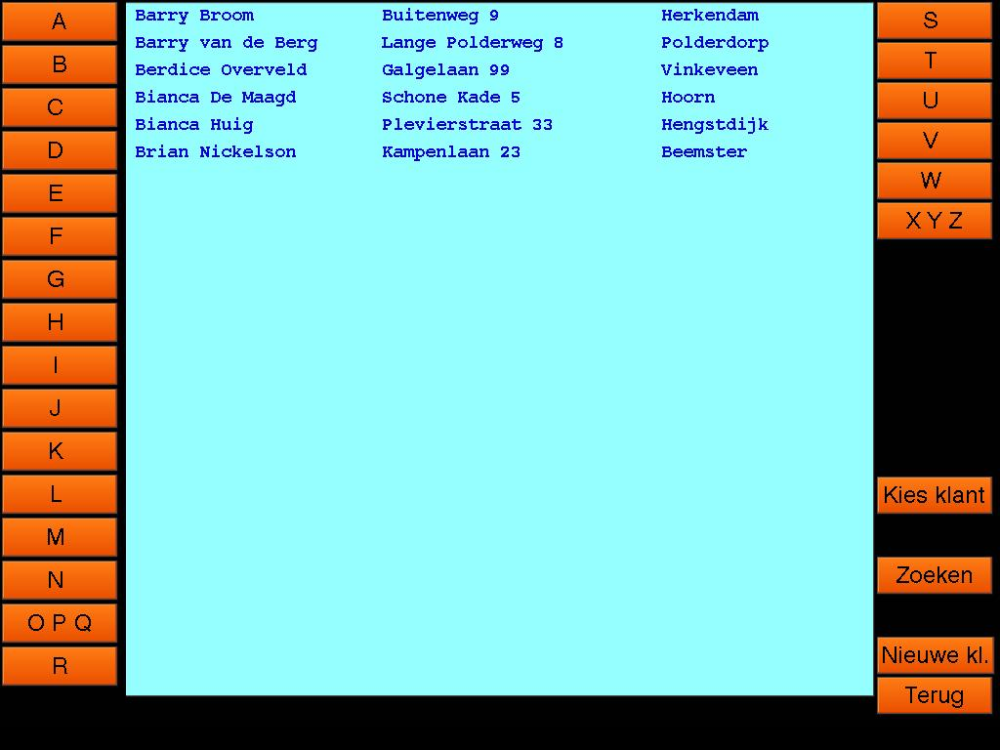 A
B
C
D
E
F
G
H
I
J
K
L
M
N
O P Q
R
Barry Broom Buitenweg 9 Herkendam
Barry van de Berg Lange Polderweg 8 Polderdorp
Berdice Overveld Galgelaan 99 Vinkeveen
Bianca De Maagd Schone Kade 5 Hoorn
Bianca Huig Plevierstraat 33 Hengstdijk
Brian Nickelson Kampenlaan 23 Beemster
S
T
U
V
W
X Y Z
Kies klant
Zoeken
Nieuwe kl.
Terug